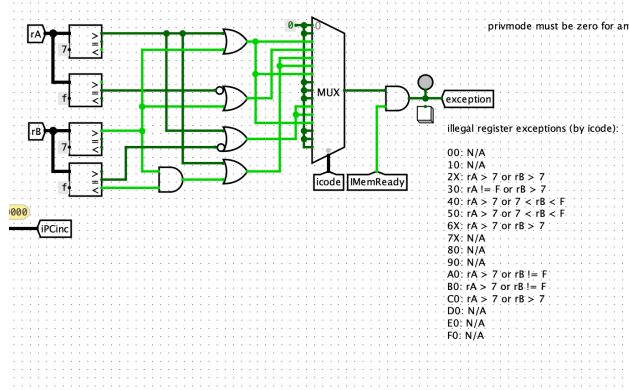 privmode must be zero for an
rA
7
f
rB
7
f
> = <
> = <
> = <
> = <
0
0
MUX
icode
IMemReady
exception
0000
iPCinc
illegal register exceptions (by icode):
00: N/A
10: N/A
2X: rA > 7 or rB > 7
30: rA != F or rB > 7
40: rA > 7 or 7 < rB < F
50: rA > 7 or 7 < rB < F
6X: rA > 7 or rB > 7
7X: N/A
80: N/A
90: N/A
A0: rA > 7 or rB != F
B0: rA > 7 or rB != F
C0: rA > 7 or rB > 7
D0: N/A
E0: N/A
F0: N/A